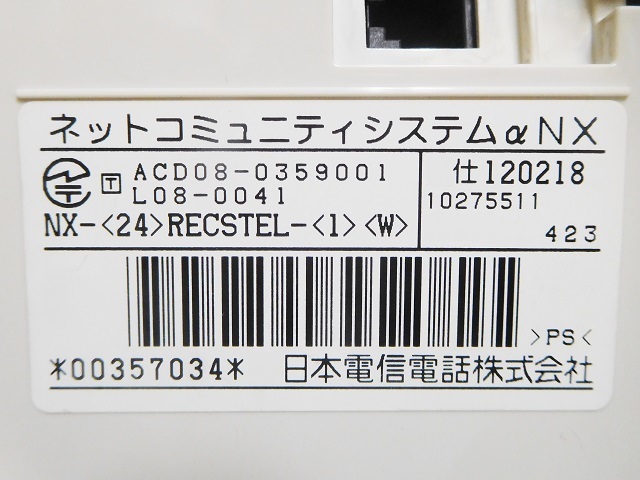 ネットコミュニティシステムαNX
T ACD08-0359001
L08-0041
NX-<24>RECSTEL-<1><W>
仕120218
10275511
423
>PS<
*00357034* 日本電信電話株式会社